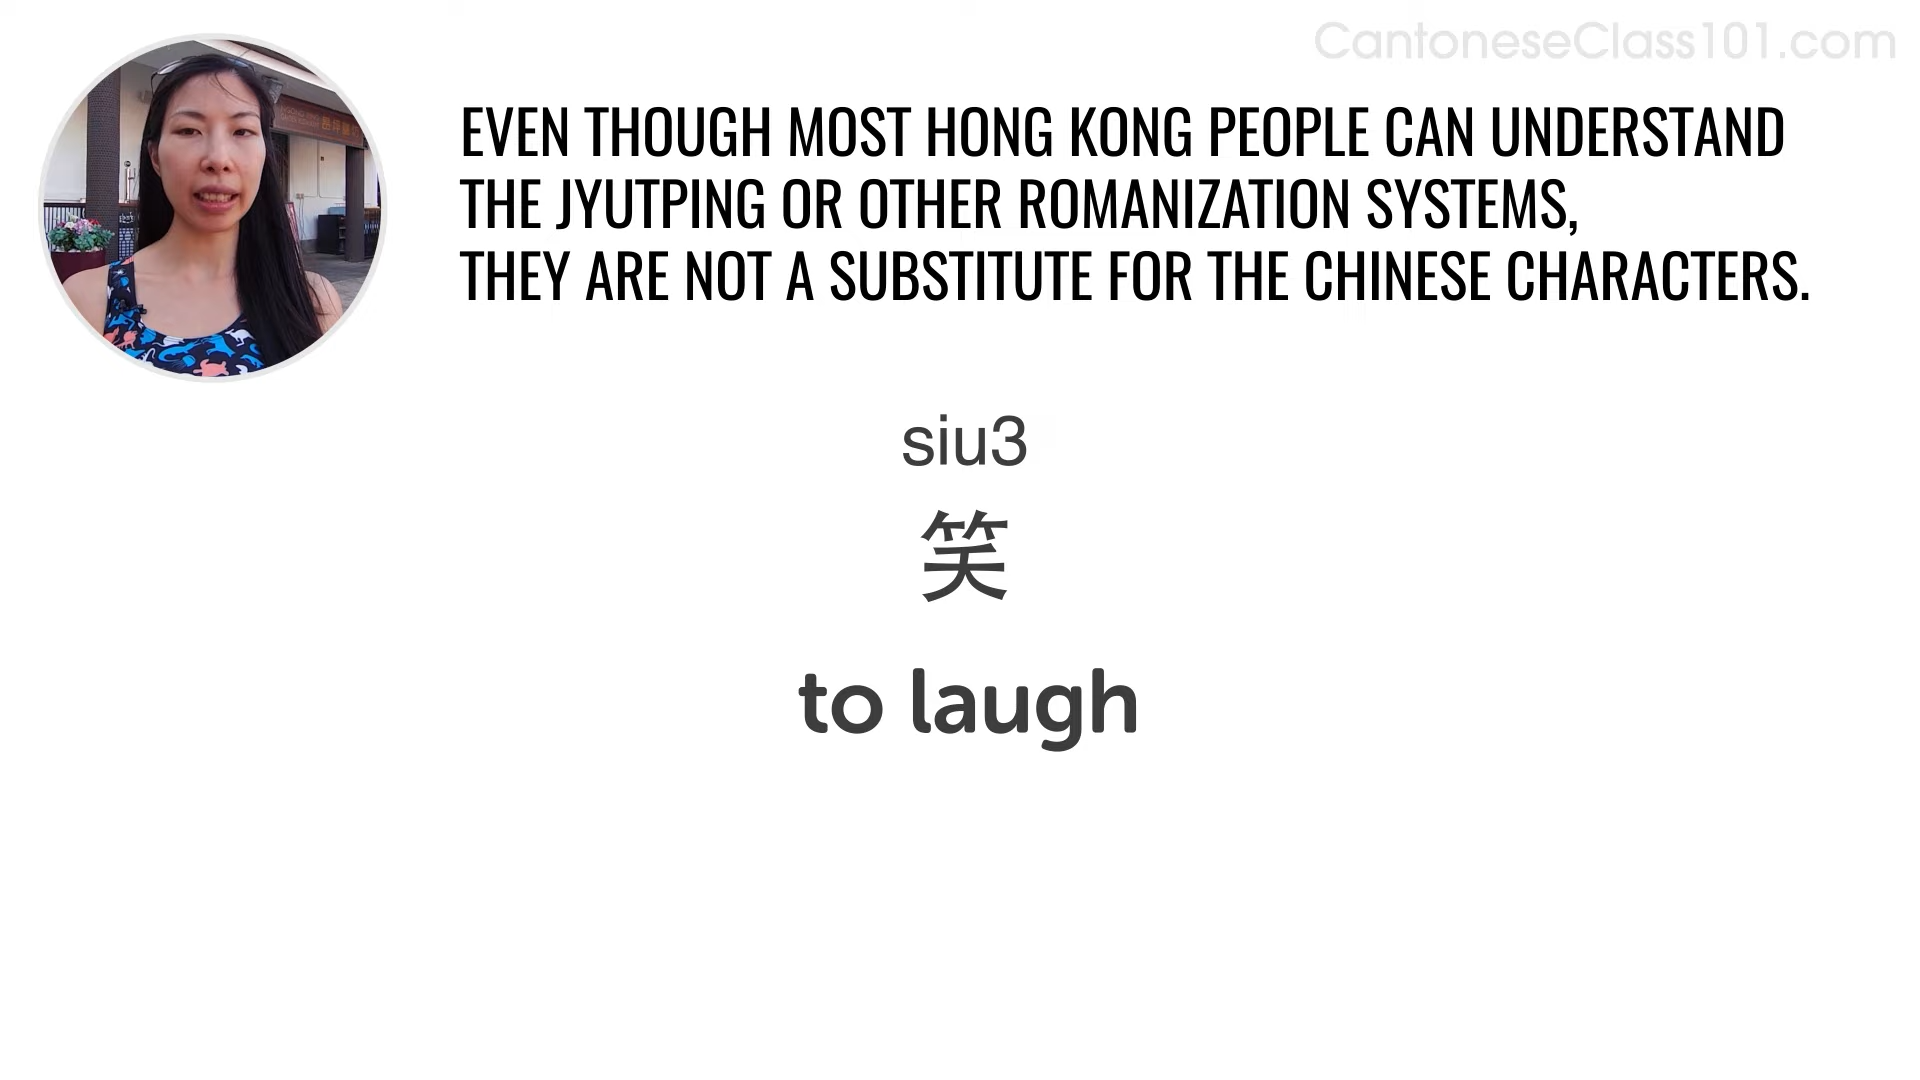 CantoneseClass101.com
EVEN THOUGH MOST HONG KONG PEOPLE CAN UNDERSTAND
THE JYUTPING OR OTHER ROMANIZATION SYSTEMS,
THEY ARE NOT A SUBSTITUTE FOR THE CHINESE CHARACTERS.
siu3
笑
to laugh